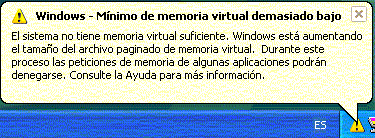 Windows - Mínimo de memoria virtual demasiado bajo
El sistema no tiene memoria virtual suficiente. Windows está aumentando
el tamaño del archivo paginado de memoria virtual. Durante este
proceso las peticiones de memoria de algunas aplicaciones podrán
denegarse. Consulte la Ayuda para más información.
ES